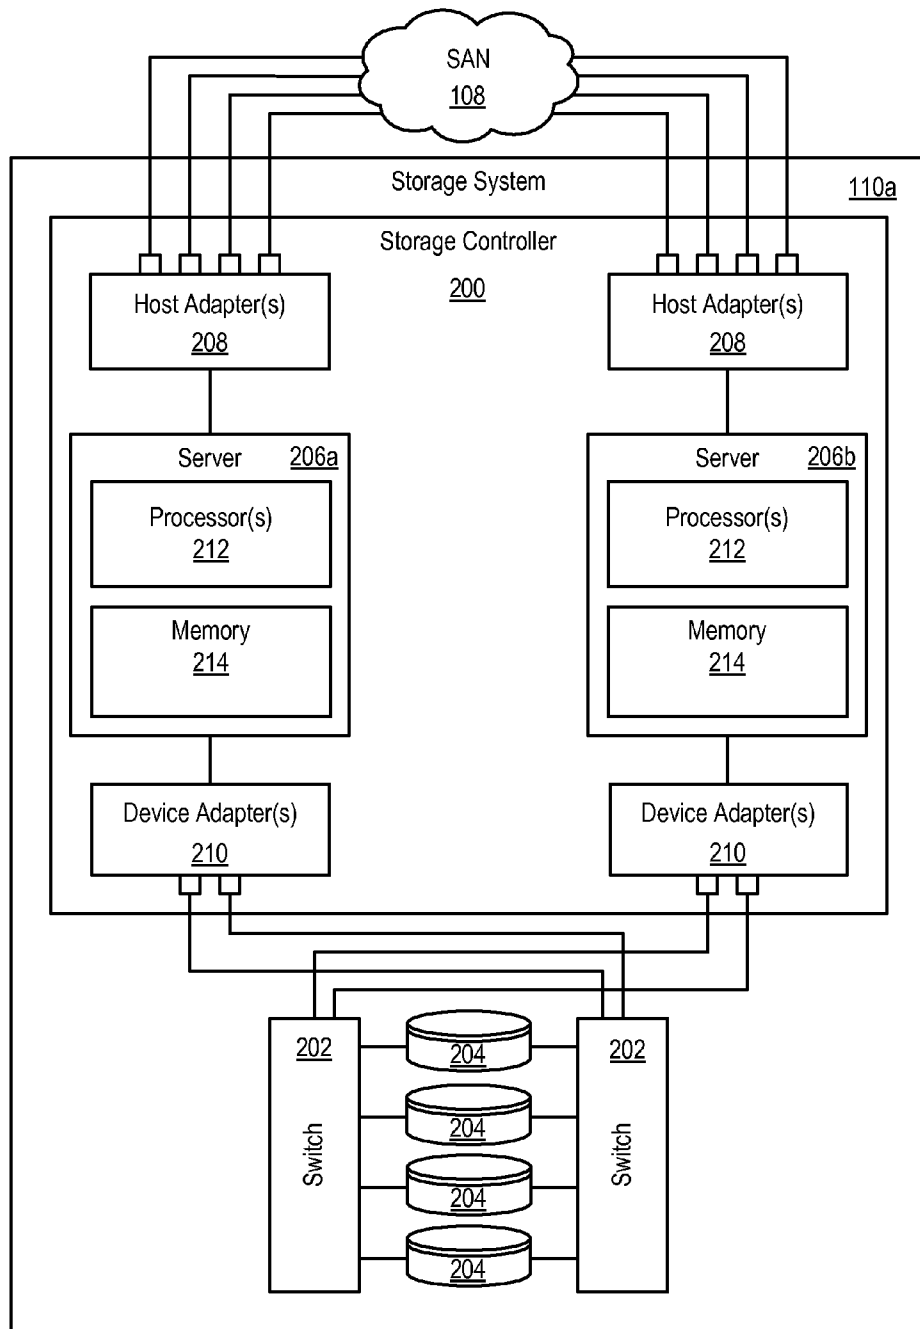 SAN
108
Storage System
110a
Storage Controller
200
Host Adapter(s)
208
Host Adapter(s)
208
Server
206a
Server
206b
Processor(s)
212
Processor(s)
212
Memory
214
Memory
214
Device Adapter(s)
210
Device Adapter(s)
210
202
Switch
204
204
204
204
202
Switch